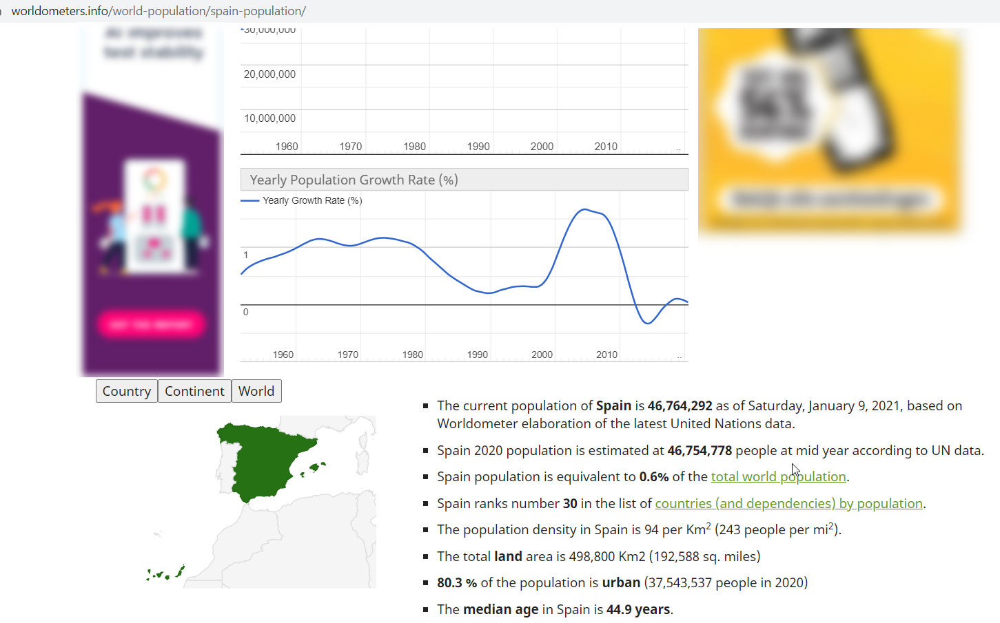 worldometers.info/world-population/spain-population/
AI improves
test stability
30,000,000
20,000,000
10,000,000
1960 1970 1980 1990 2000 2010 ..
Yearly Population Growth Rate (%)
Yearly Growth Rate (%)
1
0
1960 1970 1980 1990 2000 2010 ..
Country Continent World
The current population of Spain is 46,764,292 as of Saturday, January 9, 2021, based on
Worldometer elaboration of the latest United Nations data.
Spain 2020 population is estimated at 46,754,778 people at mid year according to UN data.
Spain population is equivalent to 0.6% of the total world population.
Spain ranks number 30 in the list of countries (and dependencies) by population.
The population density in Spain is 94 per Km² (243 people per mi²).
The total land area is 498,800 Km2 (192,588 sq. miles)
80.3 % of the population is urban (37,543,537 people in 2020)
The median age in Spain is 44.9 years.